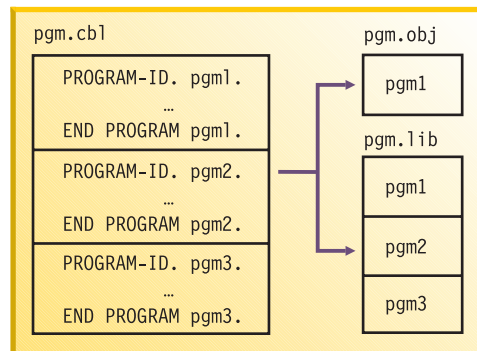 pgm.cbl
PROGRAM-ID. pgm1.
…
END PROGRAM pgm1.
PROGRAM-ID. pgm2.
…
END PROGRAM pgm2.
PROGRAM-ID. pgm3.
…
END PROGRAM pgm3.
pgm.obj
pgm1
pgm.lib
pgm1
pgm2
pgm3